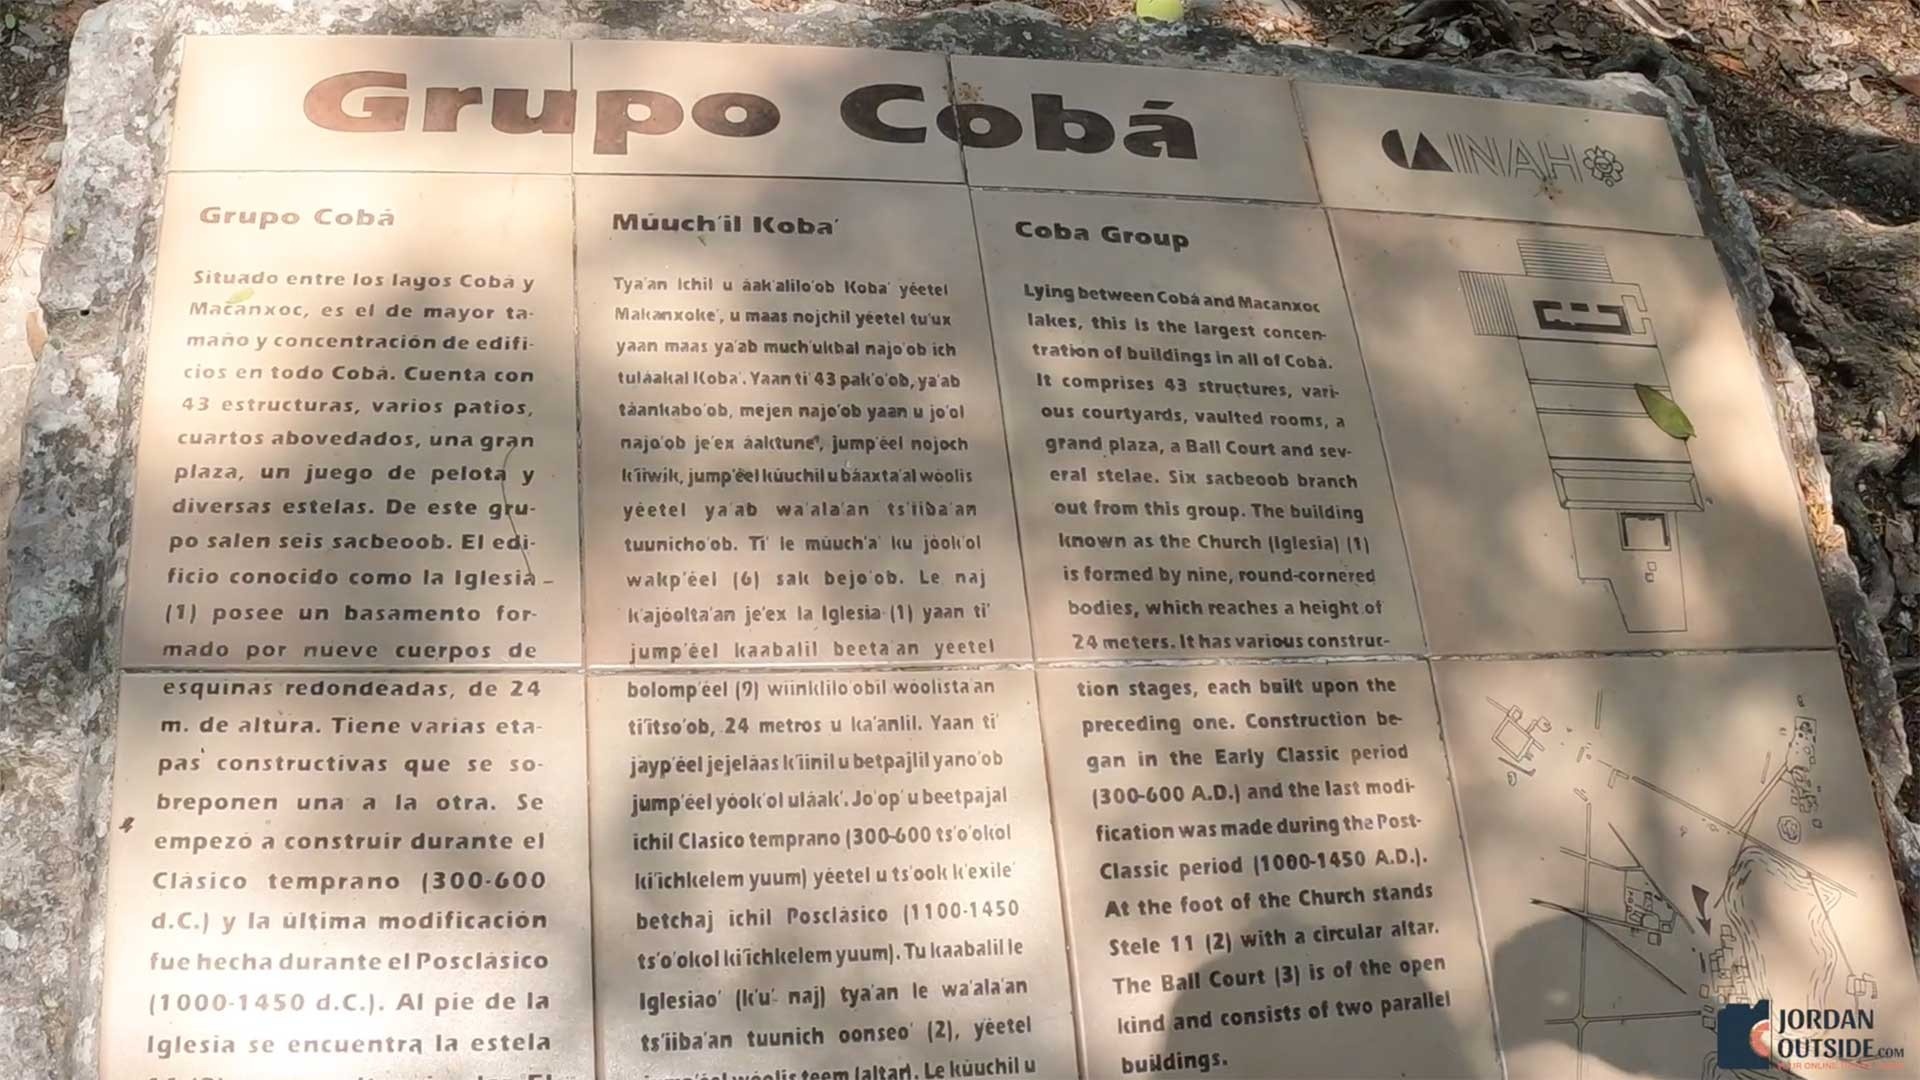 Grupo Cobá
INAH
Grupo Cobá
Situado entre los lagos Cobá y
Macanxoc, es el de mayor ta-
maño y concentración de edifi-
cios en todo Cobá. Cuenta con
43 estructuras, varios patios,
cuartos abovedados, una gran
plaza, un juego de pelota y
diversas estelas. De este gru-
po salen seis sacbeoob. El edi-
ficio conocido como la Iglesia
(1) posee un basamento for-
mado por nueve cuerpos de
esquinas redondeadas, de 24
m. de altura. Tiene varias eta-
pas constructivas que se so-
breponen una a la otra. Se
empezó a construir durante el
Clásico temprano (300-600
d.C.) y la última modificación
fue hecha durante el Posclásico
(1000-1450 d.C.). Al pie de la
Iglesia se encuentra la estela
Múuch'il Koba'
Tya'an ichil u áak'alilo'ob Koba' yéetel
Makanxoke', u maas nojchil yéetel tu'ux
yaan maas ya'ab much'ukbal najo'ob ich
tuláakal Koba'. Yaan ti' 43 pak'o'ob, ya'ab
táankabo'ob, mejen najo'ob yaan u jo'ol
najo'ob je'ex áaktune', jump'éel nojoch
k'íiwik, jump'éel kúuchil u báaxta'al wóolis
yéetel ya'ab wa'ala'an ts'íiba'an
tuunicho'ob. Ti' le múuch'a' ku jóok'ol
wakp'éel (6) sak bejo'ob. Le naj
k'ajóolta'an je'ex la Iglesia (1) yaan ti'
jump'éel kaabalil beeta'an yéetel
bolomp'éel (9) wíinklilo'obil wóolista'an
ti'itso'ob, 24 metros u ka'anlil. Yaan ti'
jayp'éel jejeláas k'iinil u betpajlil yano'ob
jump'éel yóok'ol uláak'. Jo'op' u beetpajal
ichil Clasico temprano (300-600 ts'o'okol
ki'ichkelem yuum) yéetel u ts'ook k'exile'
betchaj ichil Posclásico (1100-1450
ts'o'okol ki'ichkelem yuum). Tu kaabalil le
Iglesiao' (k'u' naj) tya'an le wa'ala'an
ts'íiba'an tuunich oonseo' (2), yéetel
wóolis teem (altar). Le kúuchil u
Coba Group
Lying between Cobá and Macanxoc
lakes, this is the largest concen-
tration of buildings in all of Cobá.
It comprises 43 structures, vari-
ous courtyards, vaulted rooms, a
grand plaza, a Ball Court and sev-
eral stelae. Six sacbeoob branch
out from this group. The building
known as the Church (Iglesia) (1)
is formed by nine, round-cornered
bodies, which reaches a height of
24 meters. It has various construc-
tion stages, each built upon the
preceding one. Construction be-
gan in the Early Classic period
(300-600 A.D.) and the last modi-
fication was made during the Post-
Classic period (1000-1450 A.D.).
At the foot of the Church stands
Stele 11 (2) with a circular altar.
The Ball Court (3) is of the open
kind and consists of two parallel
buildings.
JORDAN
OUTSIDE.COM